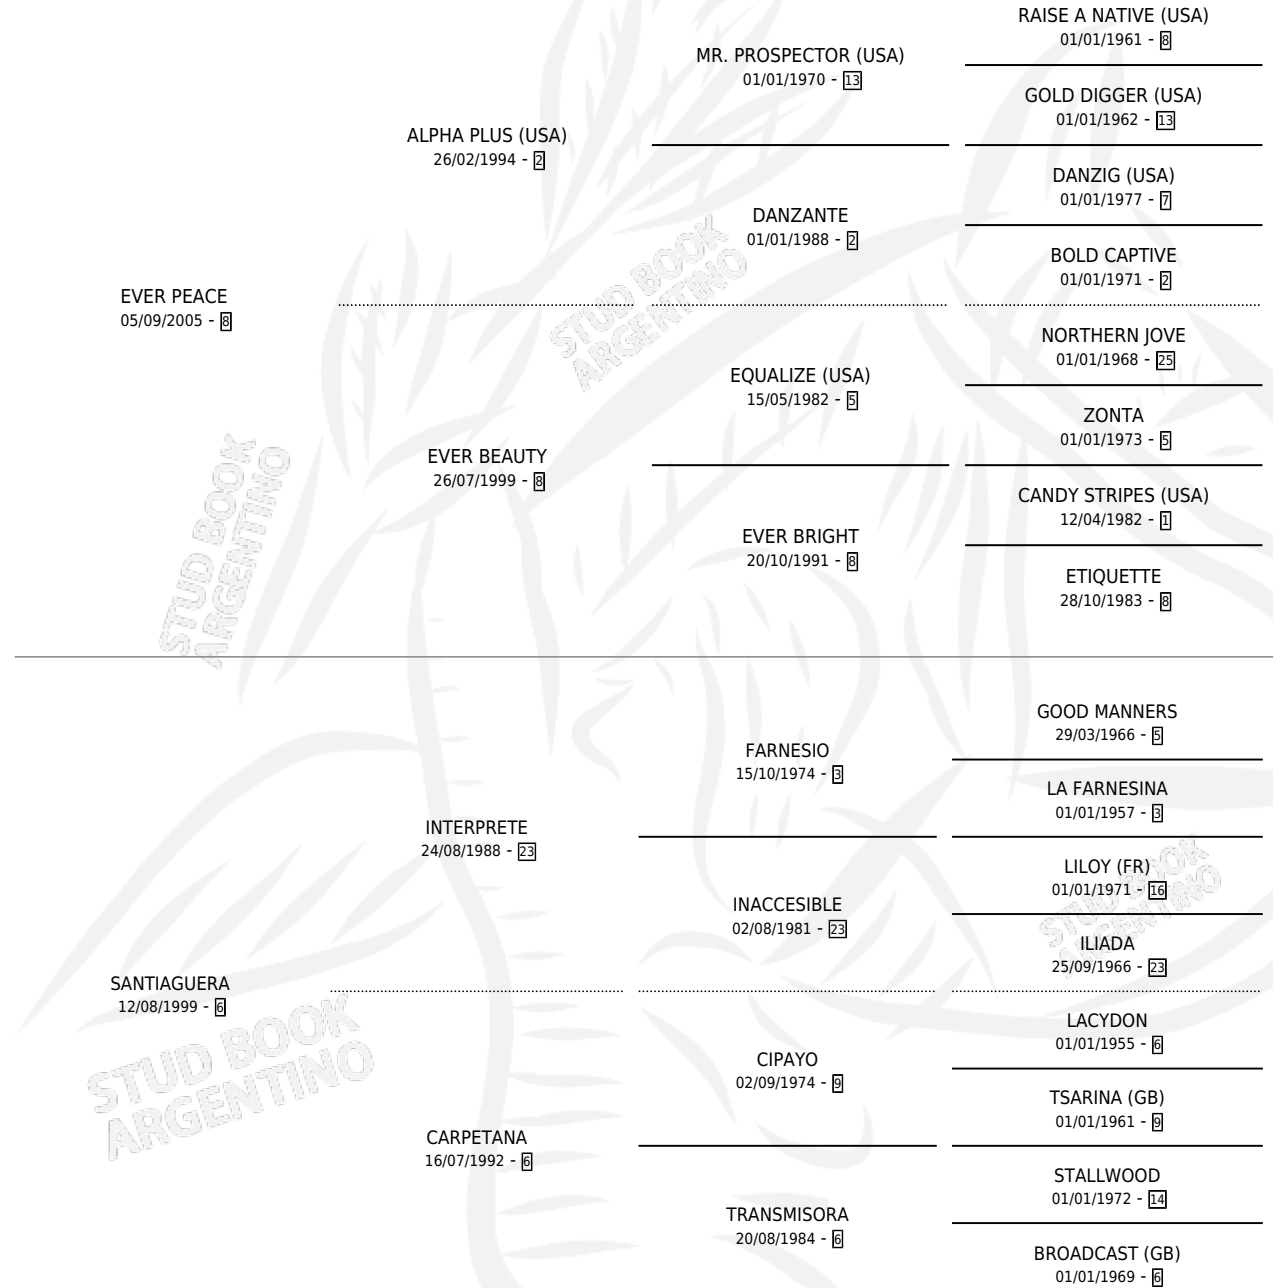 RAISE A NATIVE (USA)
01/01/1961 - 8
MR. PROSPECTOR (USA)
01/01/1970 - 13
GOLD DIGGER (USA)
01/01/1962 - 13
ALPHA PLUS (USA)
26/02/1994 - 2
DANZIG (USA)
01/01/1977 - 7
DANZANTE
01/01/1988 - 2
BOLD CAPTIVE
01/01/1971 - 2
EVER PEACE
05/09/2005 - 8
NORTHERN JOVE
01/01/1968 - 25
EQUALIZE (USA)
15/05/1982 - 5
ZONTA
01/01/1973 - 5
EVER BEAUTY
26/07/1999 - 8
CANDY STRIPES (USA)
12/04/1982 - 1
EVER BRIGHT
20/10/1991 - 8
ETIQUETTE
28/10/1983 - 8
GOOD MANNERS
29/03/1966 - 5
FARNESIO
15/10/1974 - 3
LA FARNESINA
01/01/1957 - 3
INTERPRETE
24/08/1988 - 23
LILOY (FR)
01/01/1971 - 16
INACCESIBLE
02/08/1981 - 23
ILIADA
25/09/1966 - 23
SANTIAGUERA
12/08/1999 - 6
LACYDON
01/01/1955 - 6
CIPAYO
02/09/1974 - 9
TSARINA (GB)
01/01/1961 - 9
CARPETANA
16/07/1992 - 6
STALLWOOD
01/01/1972 - 14
TRANSMISORA
20/08/1984 - 6
BROADCAST (GB)
01/01/1969 - 6
STUD BOOK
ARGENTINO
STUD BOOK
ARGENTINO
STUD BOOK
ARGENTINO
STUD BOOK
ARGENTINO